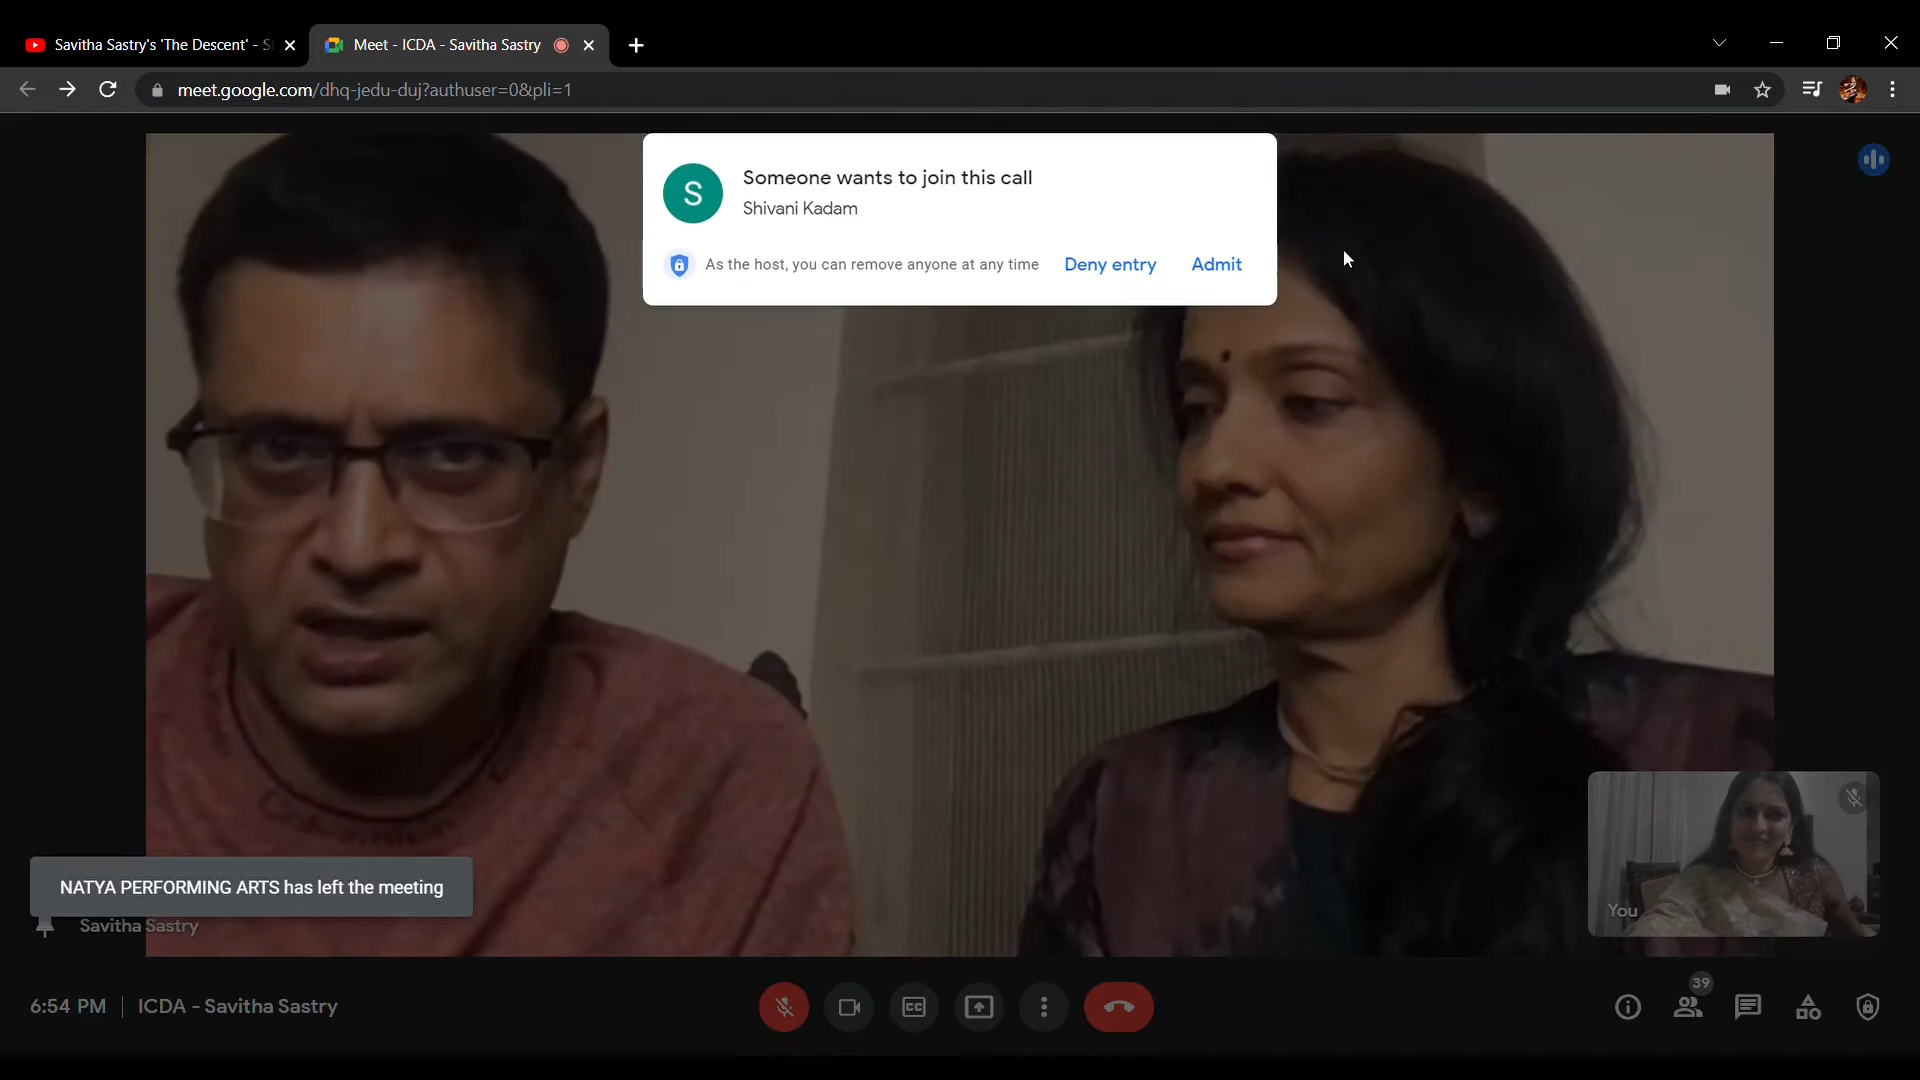 Savitha Sastry's 'The Descent' - S
Meet - ICDA - Savitha Sastry
meet.google.com/dhq-jedu-duj?authuser=0&pli=1
S
Someone wants to join this call
Shivani Kadam
As the host, you can remove anyone at any time
Deny entry
Admit
NATYA PERFORMING ARTS has left the meeting
Savitha Sastry
You
6:54 PM
ICDA - Savitha Sastry
CC
39